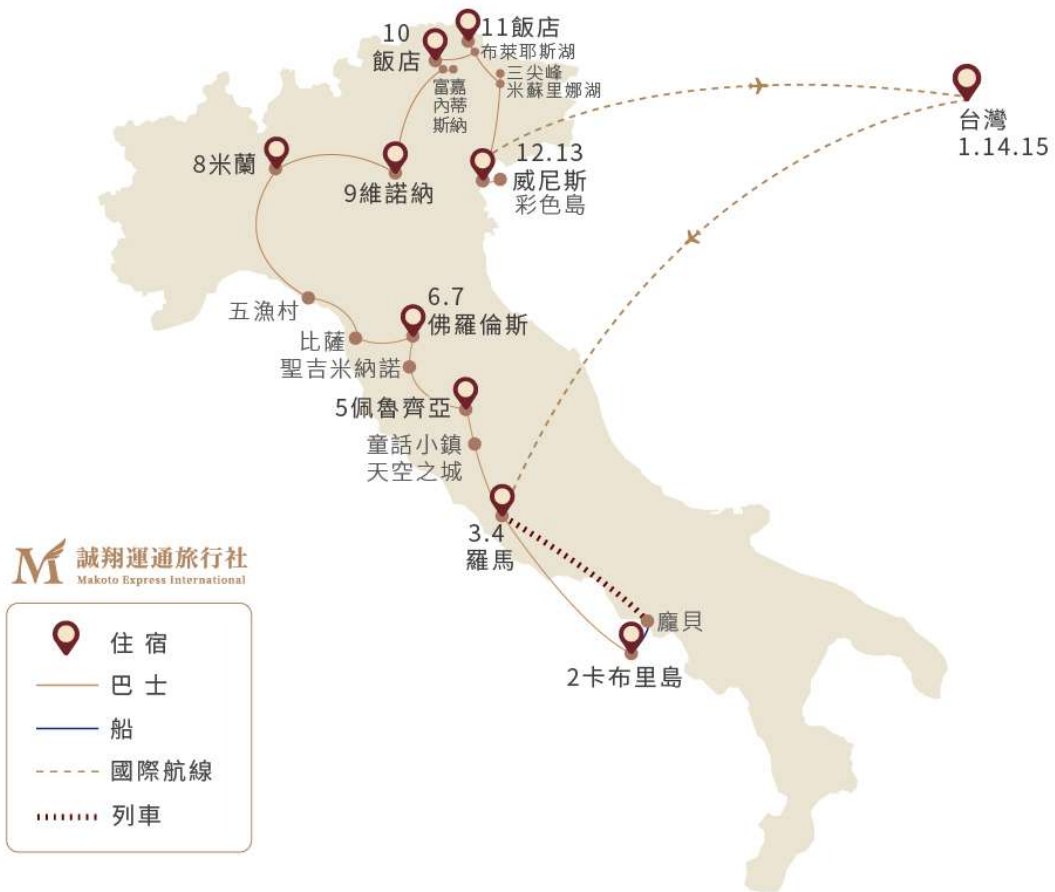 10
飯店
11飯店
布萊耶斯湖
富嘉
內蒂
斯納
三尖峰
米蘇里娜湖
台灣
1.14.15
8米蘭
9維諾納
12.13
威尼斯
彩色島
五漁村
6.7
佛羅倫斯
比薩
聖吉米納諾
5佩魯齊亞
童話小鎮
天空之城
3.4
羅馬
龐貝
2卡布里島
誠翔運通旅行社
Makoto Express International
住 宿
巴 士
船
國際航線
列車